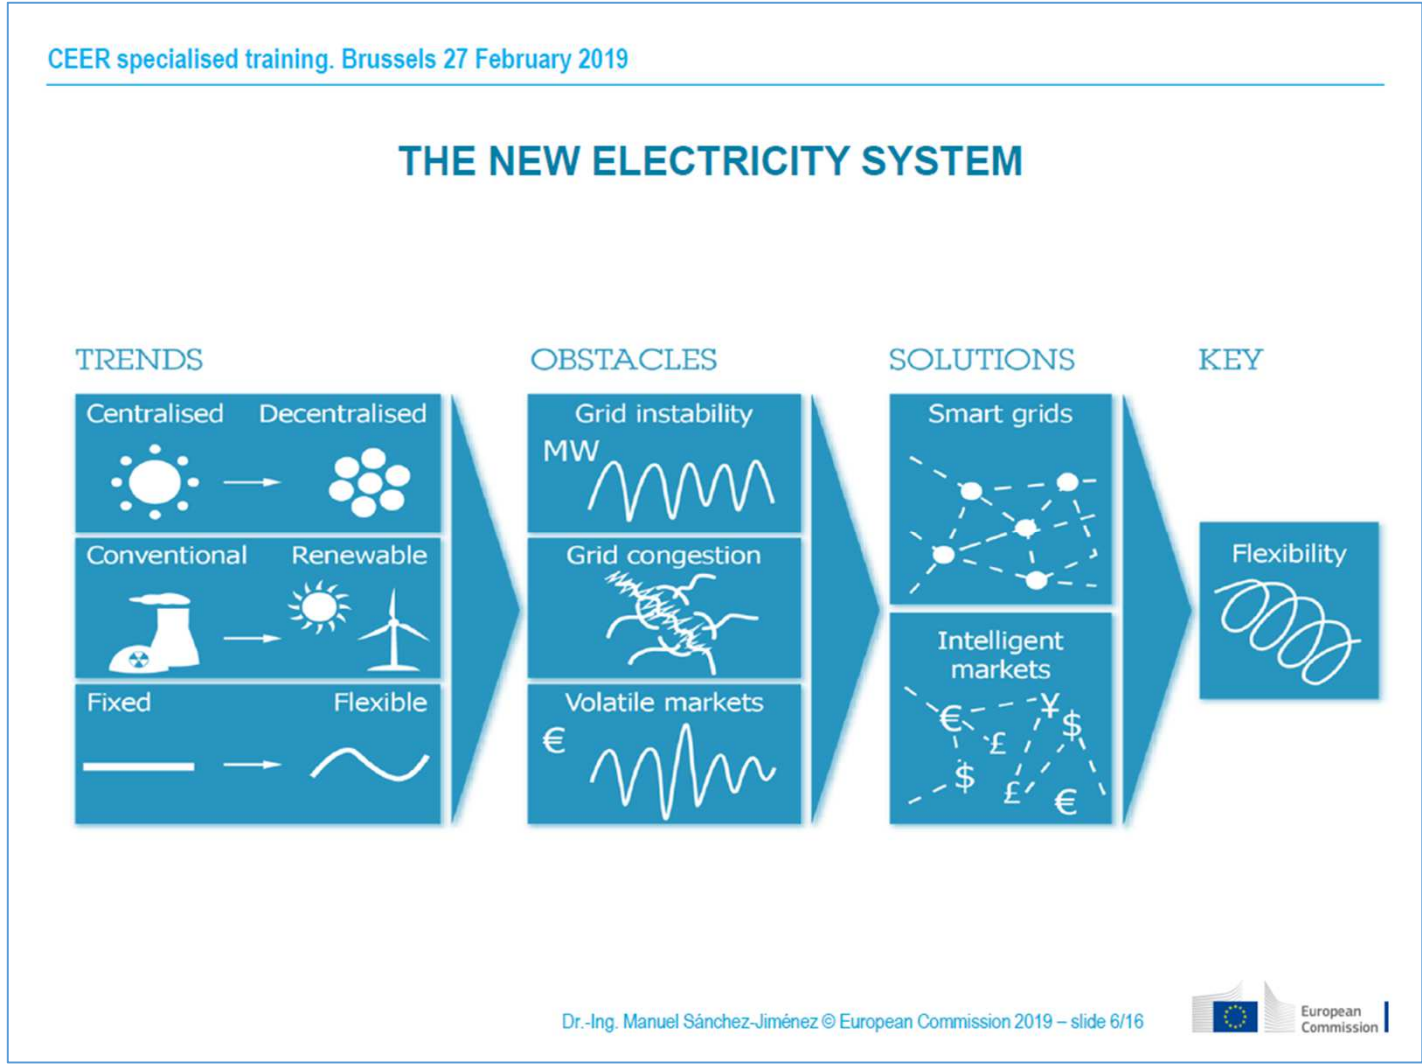 CEER specialised training. Brussels 27 February 2019
THE NEW ELECTRICITY SYSTEM
TRENDS
Centralised
Decentralised
Conventional
Renewable
Fixed
Flexible
OBSTACLES
Grid instability
MW
Grid congestion
Volatile markets
€
SOLUTIONS
Smart grids
Intelligent
markets
€
¥
$
£
$
£
€
KEY
Flexibility
Dr.-Ing. Manuel Sánchez-Jiménez © European Commission 2019 – slide 6/16
European
Commission